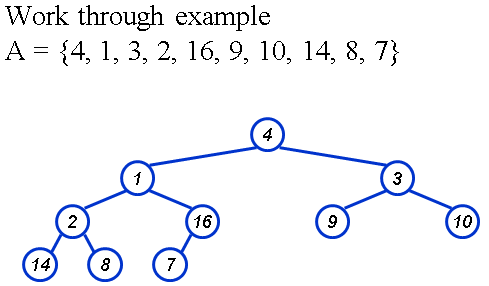 Work through example
A = {4, 1, 3, 2, 16, 9, 10, 14, 8, 7}
4
1 3
2 16 9 10
14 8 7